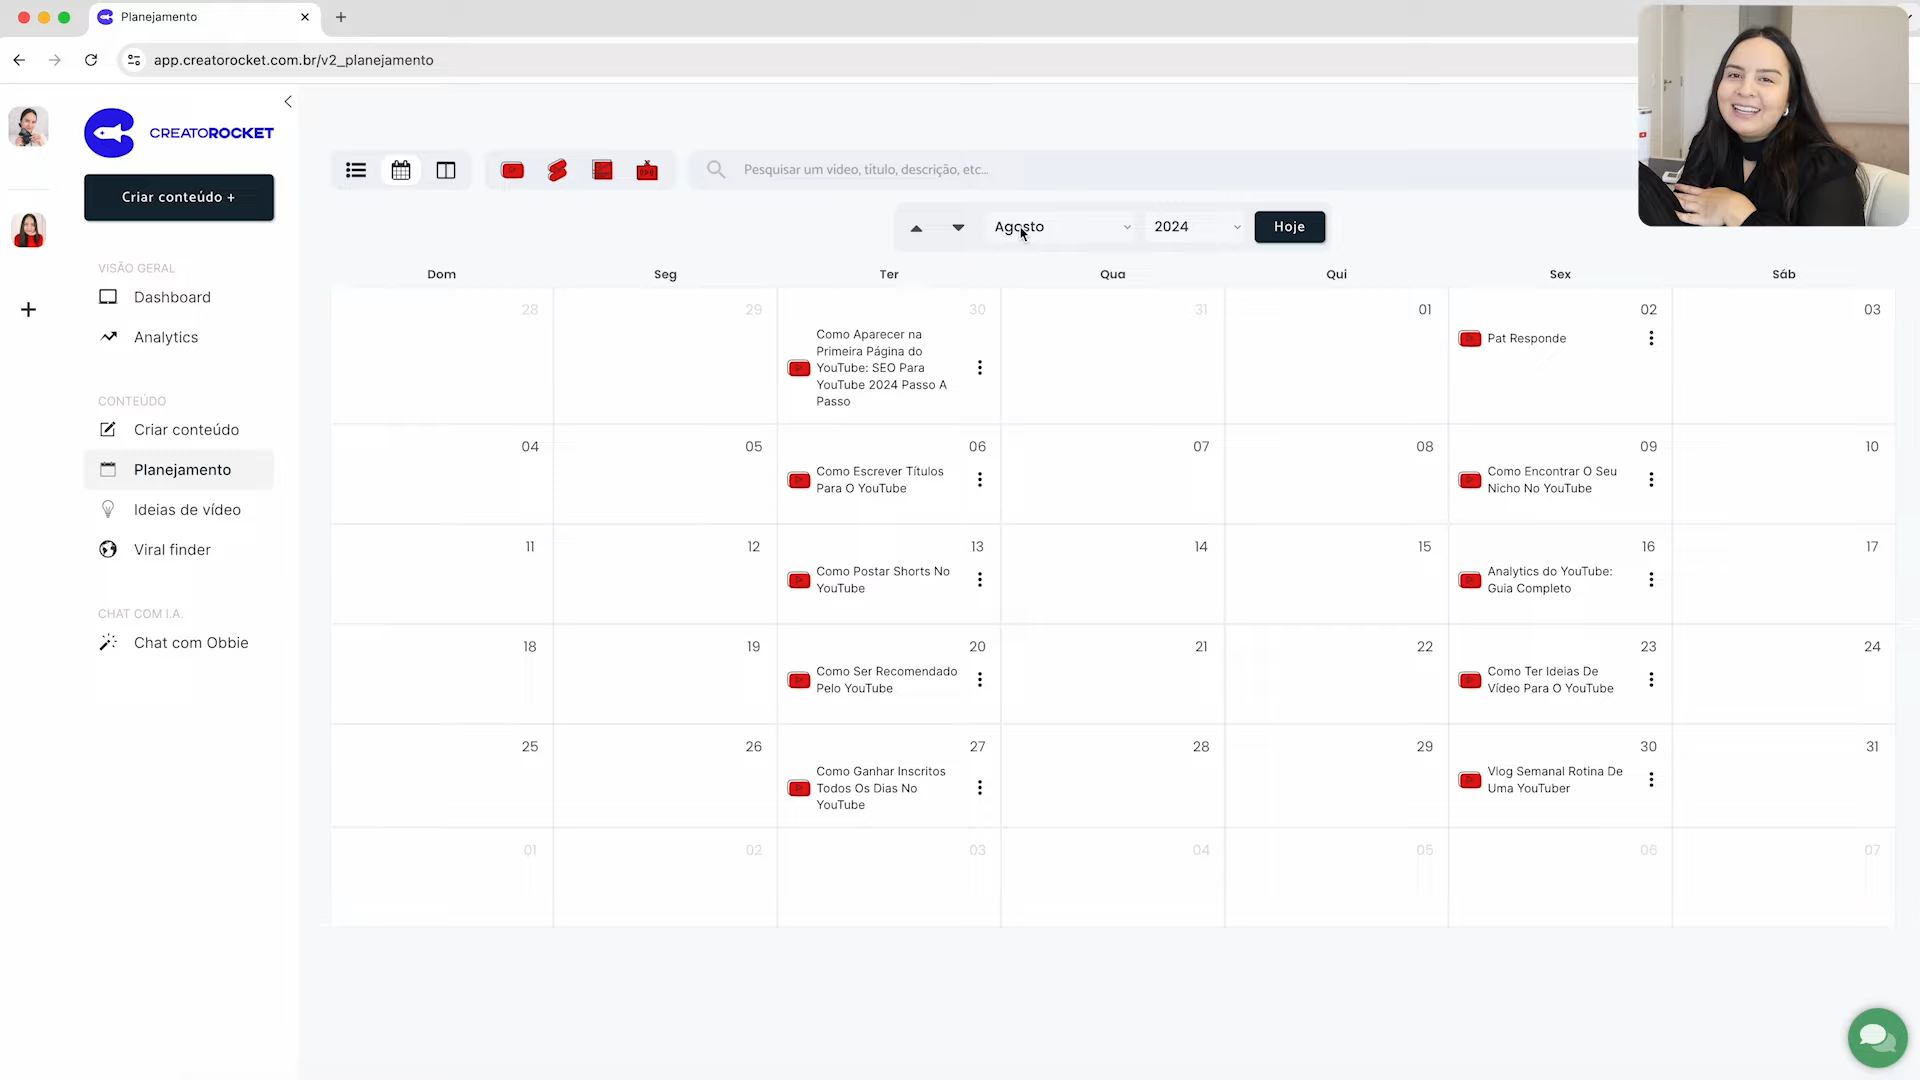 Planejamento
app.creatorocket.com.br/v2_planejamento
CREATOROCKET
Criar conteúdo +
VISÃO GERAL
Dashboard
Analytics
CONTEÚDO
Criar conteúdo
Planejamento
Ideias de vídeo
Viral finder
CHAT COM I.A.
Chat com Obbie
Pesquisar um vídeo, título, descrição, etc...
Agosto 2024 Hoje
Dom Seg Ter Qua Qui Sex Sáb
28 29 30 31 01 02 03
Como Aparecer na
Primeira Página do
YouTube: SEO Para
YouTube 2024 Passo A
Passo
Pat Responde
04 05 06 07 08 09 10
Como Escrever Títulos
Para O YouTube
Como Encontrar O Seu
Nicho No YouTube
11 12 13 14 15 16 17
Como Postar Shorts No
YouTube
Analytics do YouTube:
Guia Completo
18 19 20 21 22 23 24
Como Ser Recomendado
Pelo YouTube
Como Ter Ideias De
Vídeo Para O YouTube
25 26 27 28 29 30 31
Como Ganhar Inscritos
Todos Os Dias No
YouTube
Vlog Semanal Rotina De
Uma YouTuber
01 02 03 04 05 06 07